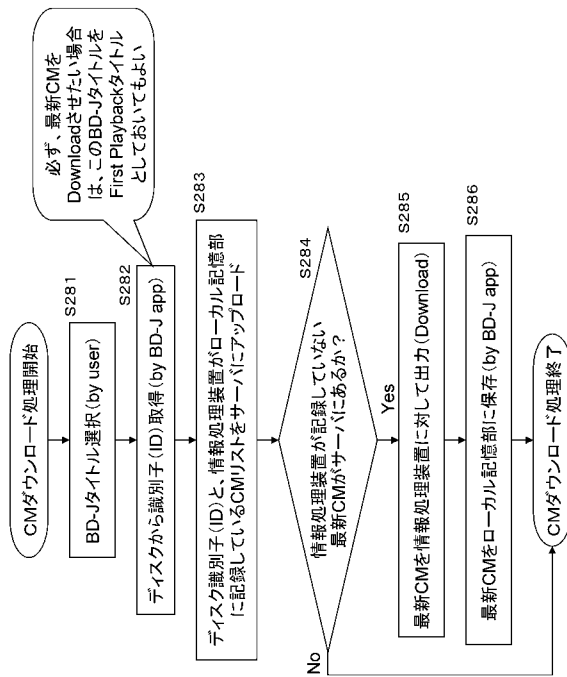 CMダウンロード処理開始
S281
BD-Jタイトル選択(by user)
S282
ディスクから識別子(ID)取得(by BD-J app)
必ず、最新CMを
Downloadさせたい場合
は、このBD-Jタイトルを
First Playbackタイトル
としておいてもよい
S283
ディスク識別子(ID)と、情報処理装置がローカル記憶部
に記録しているCMリストをサーバにアップロード
S284
情報処理装置が記録していない
最新CMがサーバにあるか?
No
Yes
S285
最新CMを情報処理装置に対して出力(Download)
S286
最新CMをローカル記憶部に保存(by BD-J app)
CMダウンロード処理終了